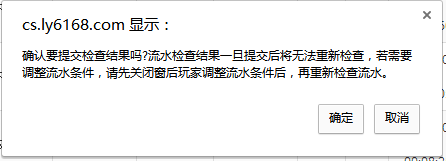 cs.ly6168.com 显示：
确认要提交检查结果吗?流水检查结果一旦提交后将无法重新检查，若需要
调整流水条件，请先关闭窗后玩家调整流水条件后，再重新检查流水。
确定
取消